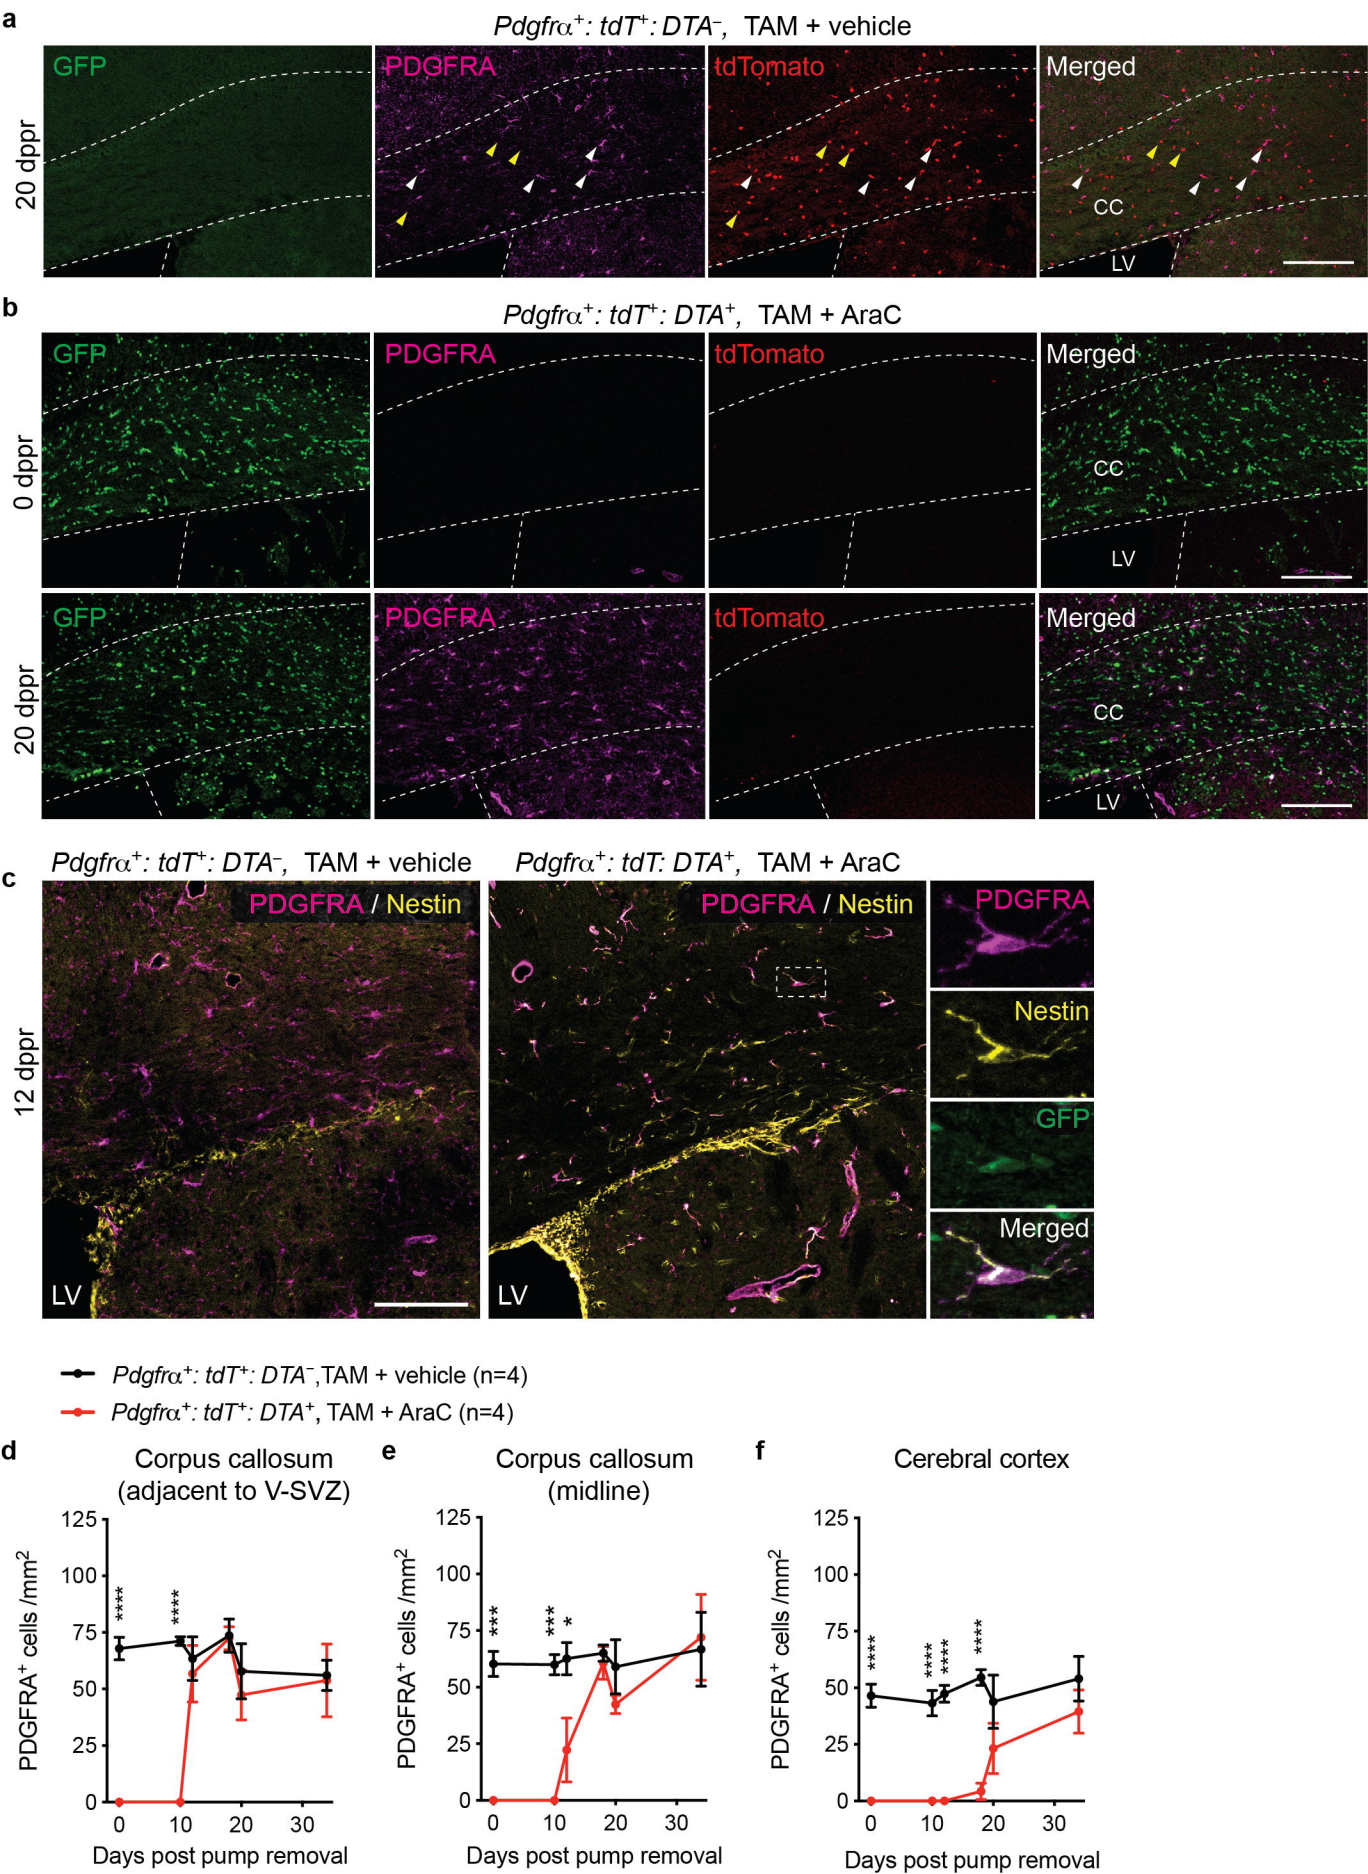 a
Pdgfrα⁺: tdT⁺: DTA⁻, TAM + vehicle
20 dppr
GFP
PDGFRA
tdTomato
Merged
CC
LV
b
Pdgfrα⁺: tdT⁺: DTA⁺, TAM + AraC
0 dppr
GFP
PDGFRA
tdTomato
Merged
CC
LV
20 dppr
GFP
PDGFRA
tdTomato
Merged
CC
LV
c
Pdgfrα⁺: tdT⁺: DTA⁻, TAM + vehicle
Pdgfrα⁺: tdT: DTA⁺, TAM + AraC
12 dppr
PDGFRA / Nestin
LV
PDGFRA / Nestin
LV
PDGFRA
Nestin
GFP
Merged
Pdgfrα⁺: tdT⁺: DTA⁻,TAM + vehicle (n=4)
Pdgfrα⁺: tdT⁺: DTA⁺, TAM + AraC (n=4)
d
Corpus callosum
(adjacent to V-SVZ)
PDGFRA⁺ cells /mm²
125
100
75
50
25
0
****
****
0 10 20 30
Days post pump removal
e
Corpus callosum
(midline)
PDGFRA⁺ cells /mm²
125
100
75
50
25
0
***
***
*
0 10 20 30
Days post pump removal
f
Cerebral cortex
PDGFRA⁺ cells /mm²
125
100
75
50
25
0
****
****
****
****
0 10 20 30
Days post pump removal